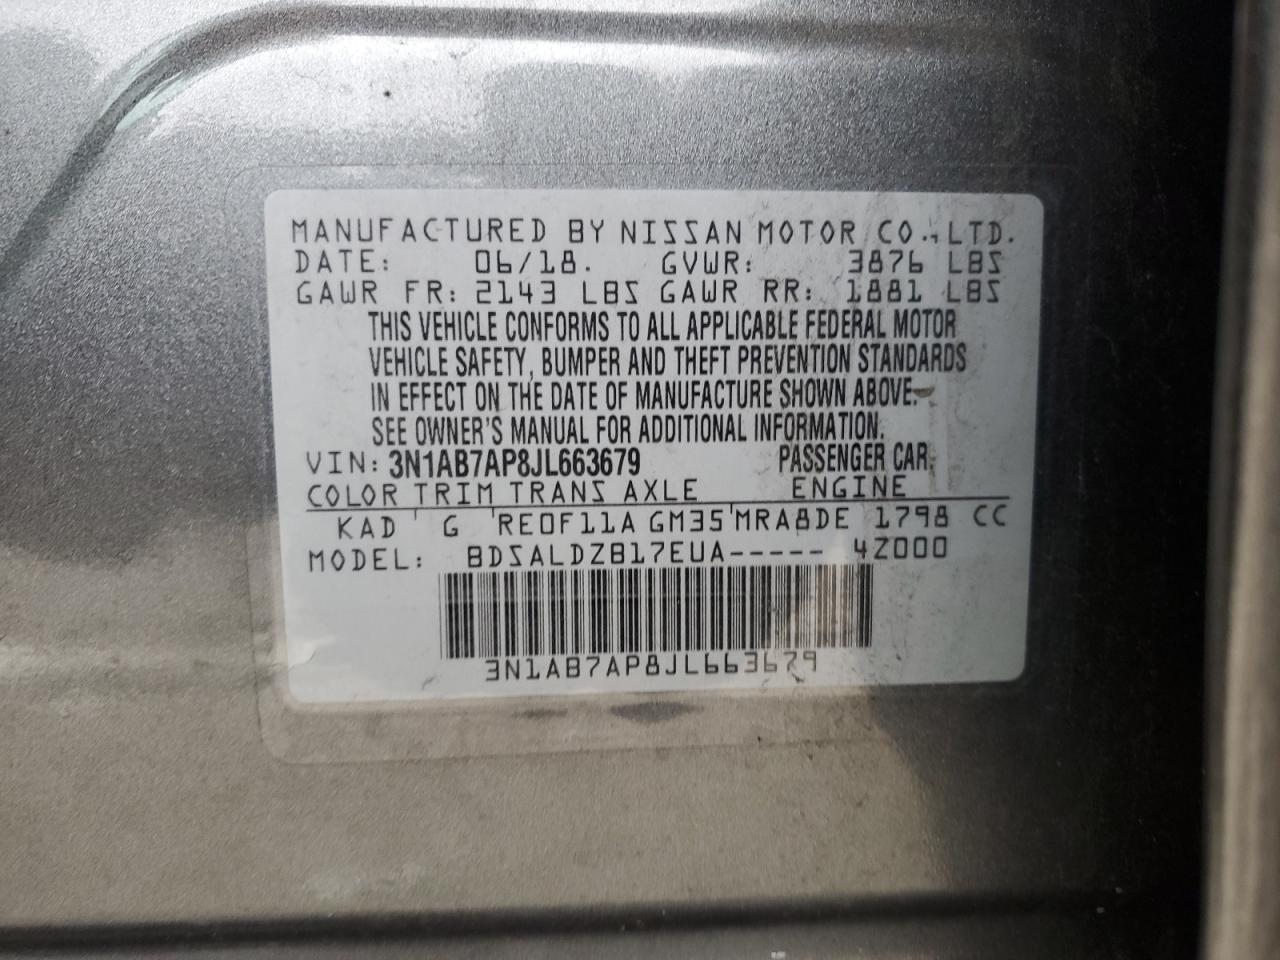 MANUFACTURED BY NISSAN MOTOR CO., LTD.
DATE: 06/18. GVWR: 3876 LBS
GAWR FR: 2143 LBS GAWR RR: 1881 LBS
THIS VEHICLE CONFORMS TO ALL APPLICABLE FEDERAL MOTOR
VEHICLE SAFETY, BUMPER AND THEFT PREVENTION STANDARDS
IN EFFECT ON THE DATE OF MANUFACTURE SHOWN ABOVE.
SEE OWNER'S MANUAL FOR ADDITIONAL INFORMATION.
VIN: 3N1AB7AP8JL663679 PASSENGER CAR
COLOR TRIM TRANS AXLE ENGINE
KAD ' G 'RE0F11A GM35'MRA8DE 1798 CC
MODEL: BDSALDZB17EUA----- 4Z000
3N1AB7AP8JL663679